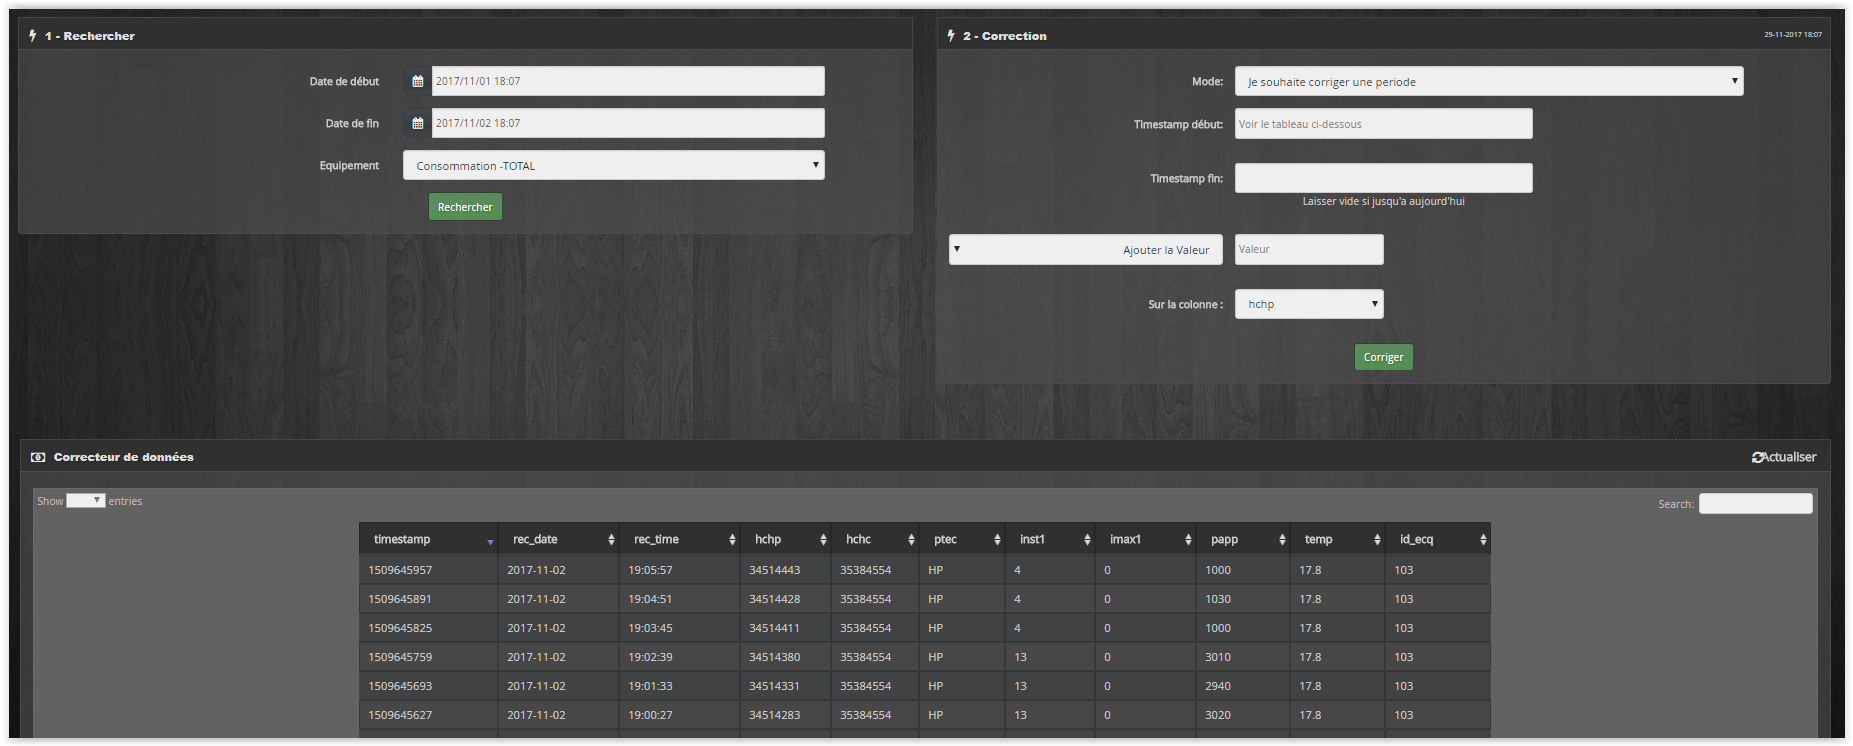 1 - Rechercher
Date de début 2017/11/01 18:07
Date de fin 2017/11/02 18:07
Equipement Consommation -TOTAL
Rechercher
2 - Correction 29-11-2017 18:07
Mode: Je souhaite corriger une periode
Timestamp début: Voir le tableau ci-dessous
Timestamp fin:
Laisser vide si jusqu'a aujourd'hui
Ajouter la Valeur Valeur
Sur la colonne : hchp
Corriger
Correcteur de données Actualiser
Show entries Search:
timestamp rec_date rec_time hchp hchc ptec inst1 imax1 papp temp id_ecq
1509645957 2017-11-02 19:05:57 34514443 35384554 HP 4 0 1000 17.8 103
1509645891 2017-11-02 19:04:51 34514428 35384554 HP 4 0 1030 17.8 103
1509645825 2017-11-02 19:03:45 34514411 35384554 HP 4 0 1000 17.8 103
1509645759 2017-11-02 19:02:39 34514380 35384554 HP 13 0 3010 17.8 103
1509645693 2017-11-02 19:01:33 34514331 35384554 HP 13 0 2940 17.8 103
1509645627 2017-11-02 19:00:27 34514283 35384554 HP 13 0 3020 17.8 103